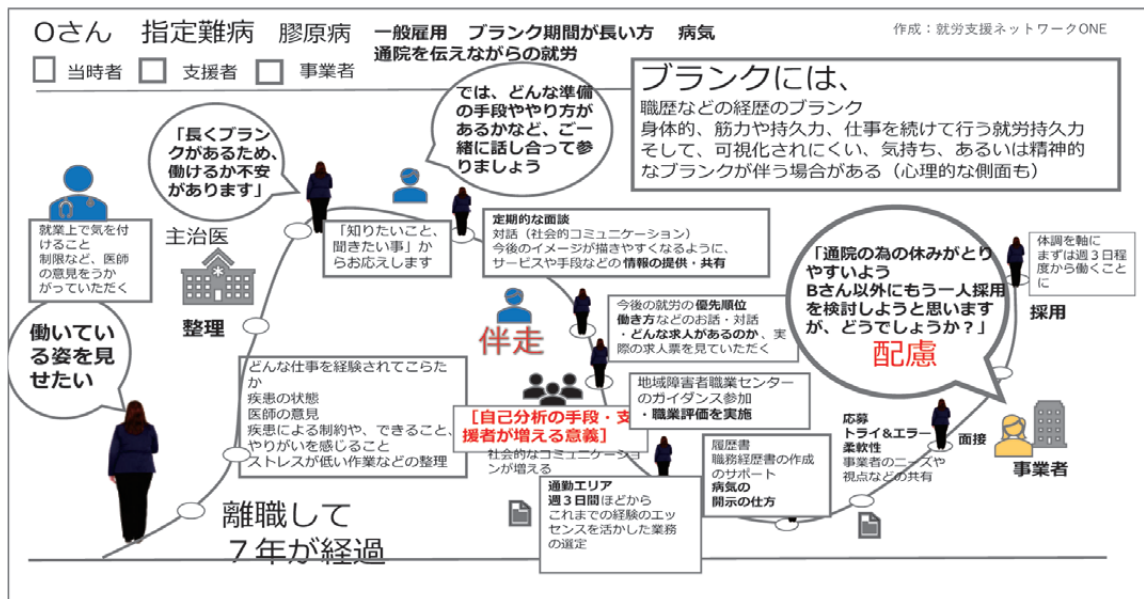 Oさん　指定難病　膠原病　一般雇用　ブランク期間が長い方　病気
通院を伝えながらの就労
作成：就労支援ネットワークONE
当時者　支援者　事業者
ブランクには、
職歴などの経歴のブランク
身体的、筋力や持久力、仕事を続けて行う就労持久力
そして、可視化されにくい、気持ち、あるいは精神的
なブランクが伴う場合がある（心理的な側面も）
では、どんな準備
の手段ややり方が
あるかなど、ご一
緒に話し合って参
りましょう
「長くブラン
クがあるため、
働けるか不安
があります」
就業上で気を付
けること
制限など、医師
の意見をうか
がっていただく
主治医
整理
「知りたいこと、
聞きたい事」か
らお応えします
定期的な面談
対話（社会的コミュニケーション）
今後のイメージが描きやすくなるように、
サービスや手段などの情報の提供・共有
働いてい
る姿を見
せたい
どんな仕事を経験されてこらた
か
疾患の状態
医師の意見
疾患による制約や、できること、
やりがいを感じること
ストレスが低い作業などの整理
離職して
７年が経過
伴走
今後の就労の優先順位
働き方などのお話・対話
・どんな求人があるのか、実
際の求人票を見ていただく
［自己分析の手段・支
援者が増える意義］
社会的なコミュニケーショ
ンが増える
地域障害者職業センター
のガイダンス参加
・職業評価を実施
通勤エリア
週３日間ほどから
これまでの経験のエッ
センスを活かした業務
の選定
履歴書
職務経歴書の作成
のサポート
病気の
開示の仕方
応募
トライ＆エラー
柔軟性
事業者のニーズや
視点などの共有
面接
事業者
「通院の為の休みがとり
やすいよう
Bさん以外にもう一人採用
を検討しようと思います
が、どうでしょうか？」
配慮
体調を軸に
まずは週３日程
度から働くこと
に
採用